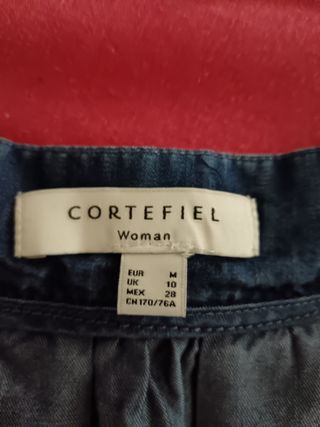 CORTEFIEL
Woman
EUR M
UK 10
MEX 28
CN 170/76A